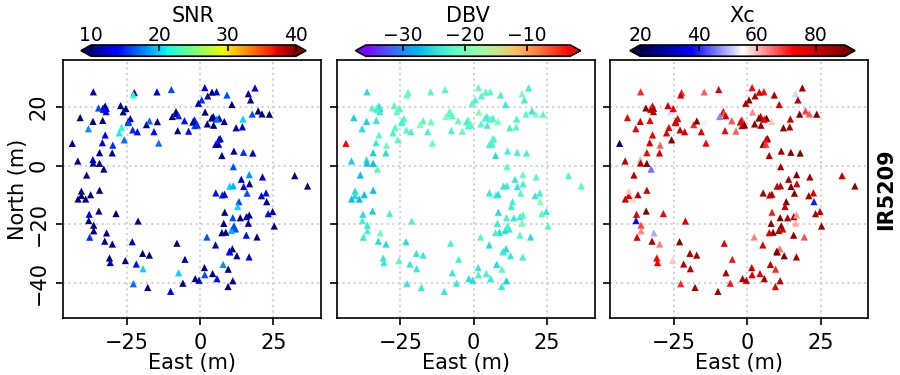 SNR DBV Xc
10 20 30 40 −30 −20 −10 20 40 60 80
20
0
−20
−40
North (m)
−25 0 25 −25 0 25 −25 0 25
East (m) East (m) East (m)
IR5209